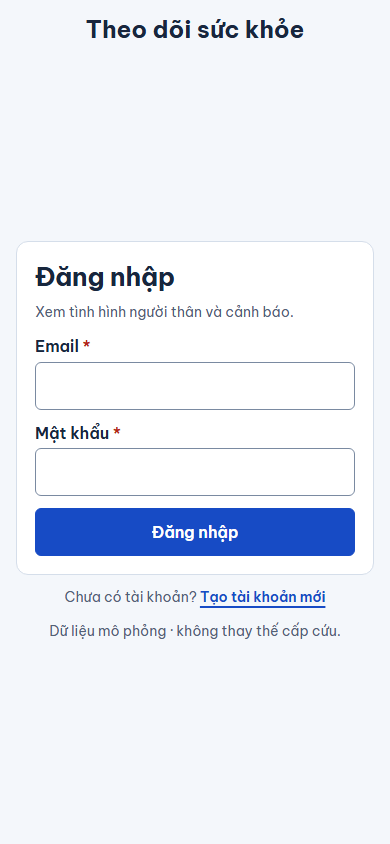 Theo dõi sức khỏe
Đăng nhập
Xem tình hình người thân và cảnh báo.
Email *
Mật khẩu *
Đăng nhập
Chưa có tài khoản? Tạo tài khoản mới
Dữ liệu mô phỏng · không thay thế cấp cứu.